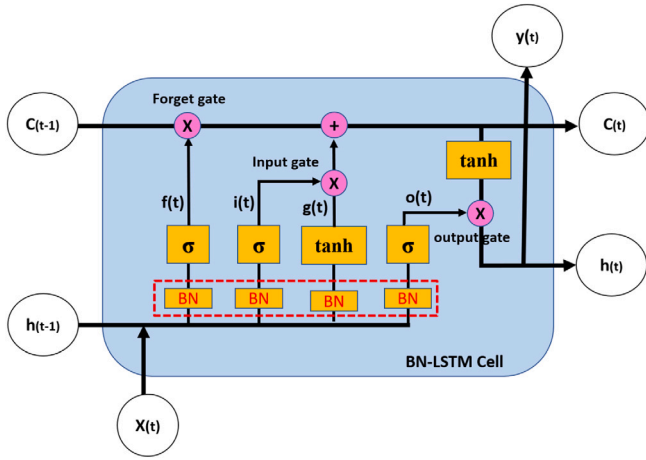 y(t)
Forget gate
C(t-1)
X
+
C(t)
tanh
Input gate
X
f(t)
i(t)
g(t)
o(t)
X
output gate
σ
σ
tanh
σ
h(t)
BN
BN
BN
BN
h(t-1)
BN-LSTM Cell
X(t)